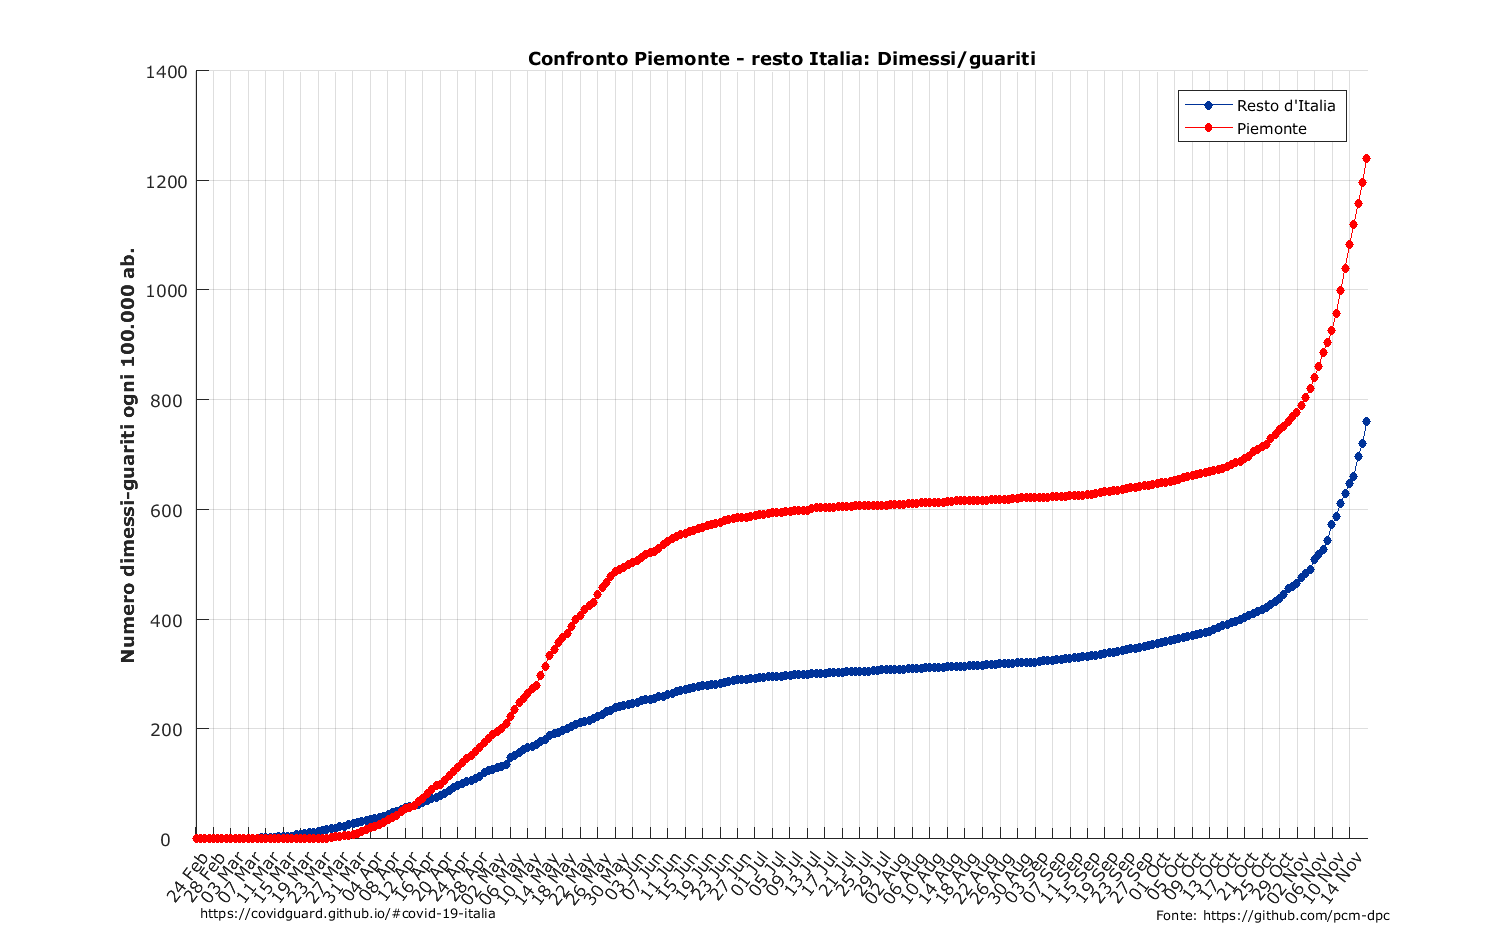 Confronto Piemonte - resto Italia: Dimessi/guariti
Resto d'Italia
Piemonte
Numero dimessi-guariti ogni 100.000 ab.
1400
1200
1000
800
600
400
200
0
24 Feb
28 Feb
03 Mar
07 Mar
11 Mar
15 Mar
19 Mar
23 Mar
27 Mar
31 Mar
04 Apr
08 Apr
12 Apr
16 Apr
20 Apr
24 Apr
28 Apr
02 May
06 May
10 May
14 May
18 May
22 May
26 May
30 May
03 Jun
07 Jun
11 Jun
15 Jun
19 Jun
23 Jun
27 Jun
01 Jul
05 Jul
09 Jul
13 Jul
17 Jul
21 Jul
25 Jul
29 Jul
02 Aug
06 Aug
10 Aug
14 Aug
18 Aug
22 Aug
26 Aug
30 Aug
03 Sep
07 Sep
11 Sep
15 Sep
19 Sep
23 Sep
27 Sep
01 Oct
05 Oct
09 Oct
13 Oct
17 Oct
21 Oct
25 Oct
29 Oct
02 Nov
06 Nov
10 Nov
14 Nov
https://covidguard.github.io/#covid-19-italia
Fonte: https://github.com/pcm-dpc